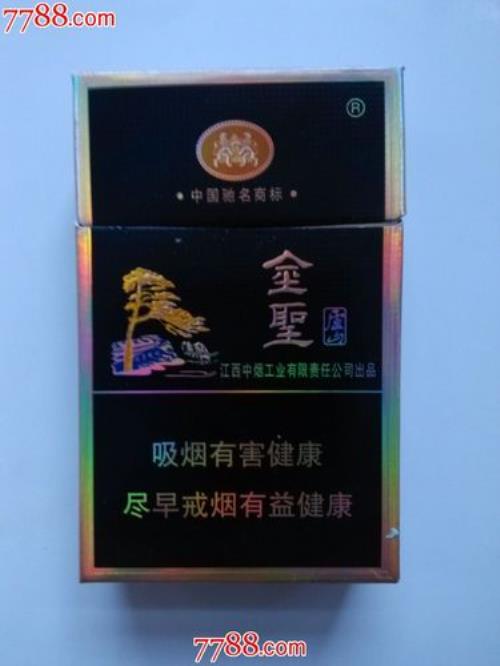 7788.com
®
·中国驰名商标·
金聖
庐山
江西中烟工业有限责任公司出品
吸烟有害健康
尽早戒烟有益健康
7788.com